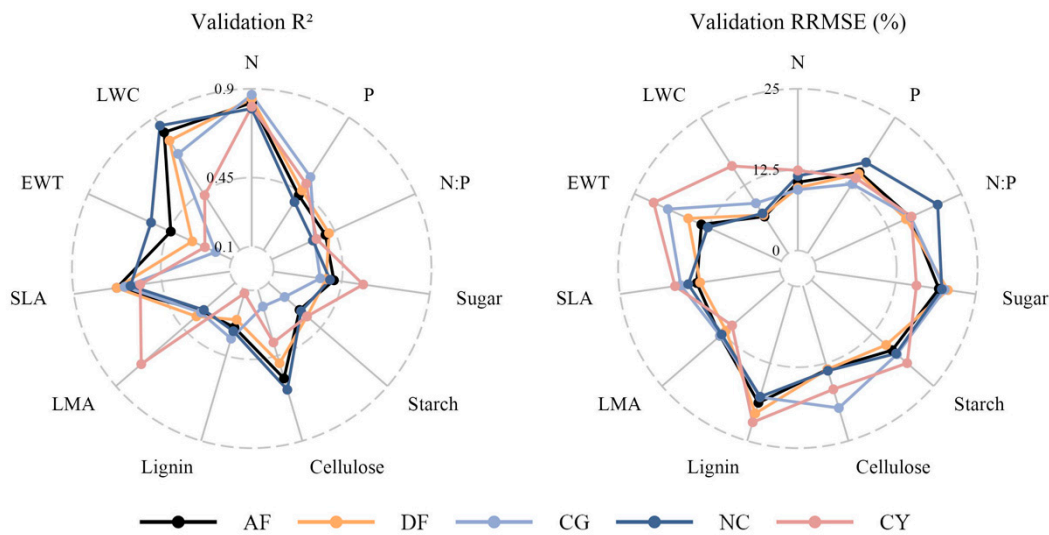 Validation R²
N
P
N:P
Sugar
Starch
Cellulose
Lignin
LMA
SLA
EWT
LWC
0.9
0.45
0.1
Validation RRMSE (%)
N
P
N:P
Sugar
Starch
Cellulose
Lignin
LMA
SLA
EWT
LWC
25
12.5
0
AF DF CG NC CY